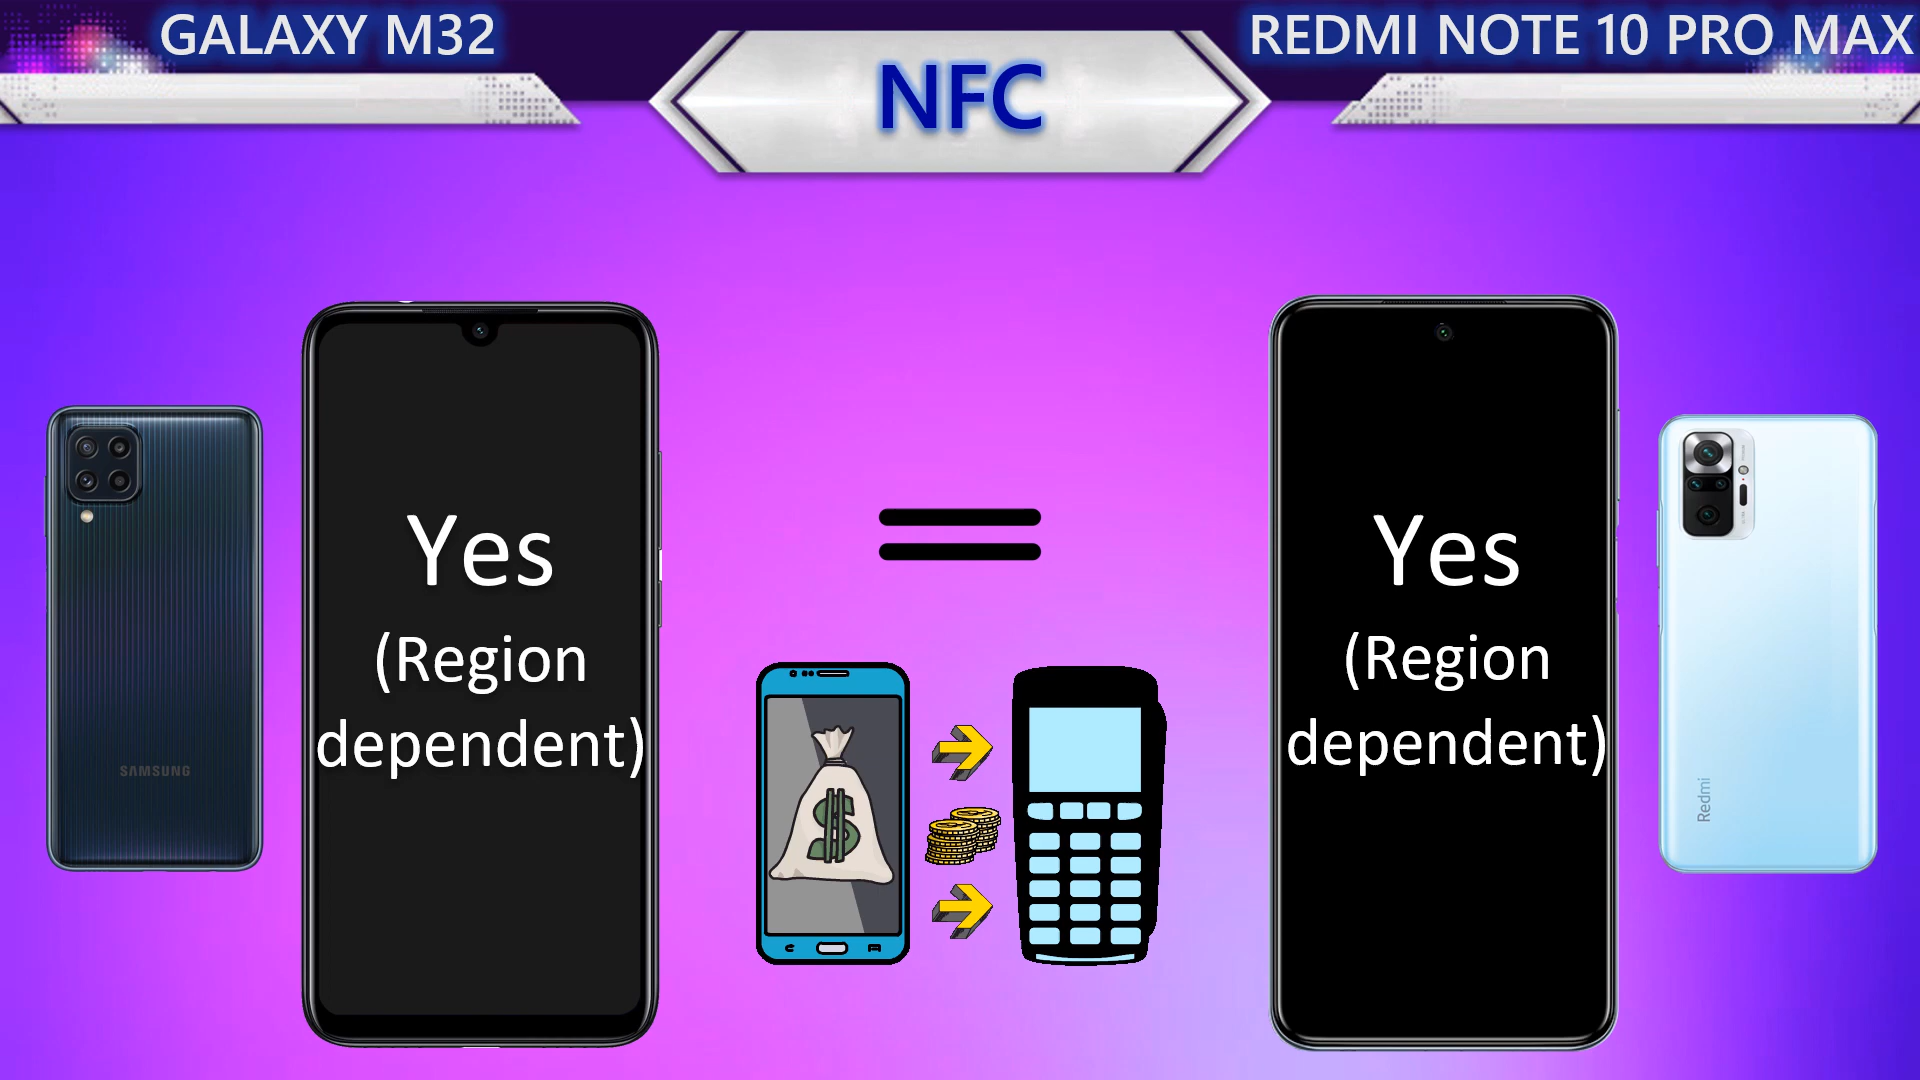 GALAXY M32
NFC
REDMI NOTE 10 PRO MAX
Yes
(Region
dependent)
Yes
(Region
dependent)
SAMSUNG
Redmi